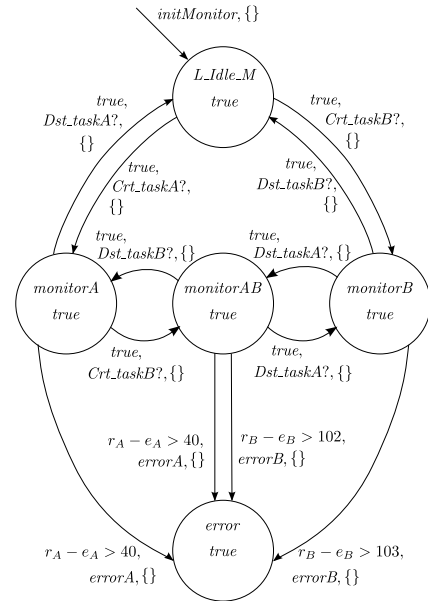 initMonitor, {}
L_Idle_M
true
true,
Dst_taskA?,
{}
true,
Crt_taskB?,
{}
true,
Crt_taskA?,
{}
true,
Dst_taskB?,
{}
true,
Dst_taskB?, {}
true,
Dst_taskA?, {}
monitorA
true
monitorAB
true
monitorB
true
true,
Crt_taskB?, {}
true,
Dst_taskA?, {}
r_A − e_A > 40,
errorA, {}
r_B − e_B > 102,
errorB, {}
error
true
r_A − e_A > 40,
errorA, {}
r_B − e_B > 103,
errorB, {}